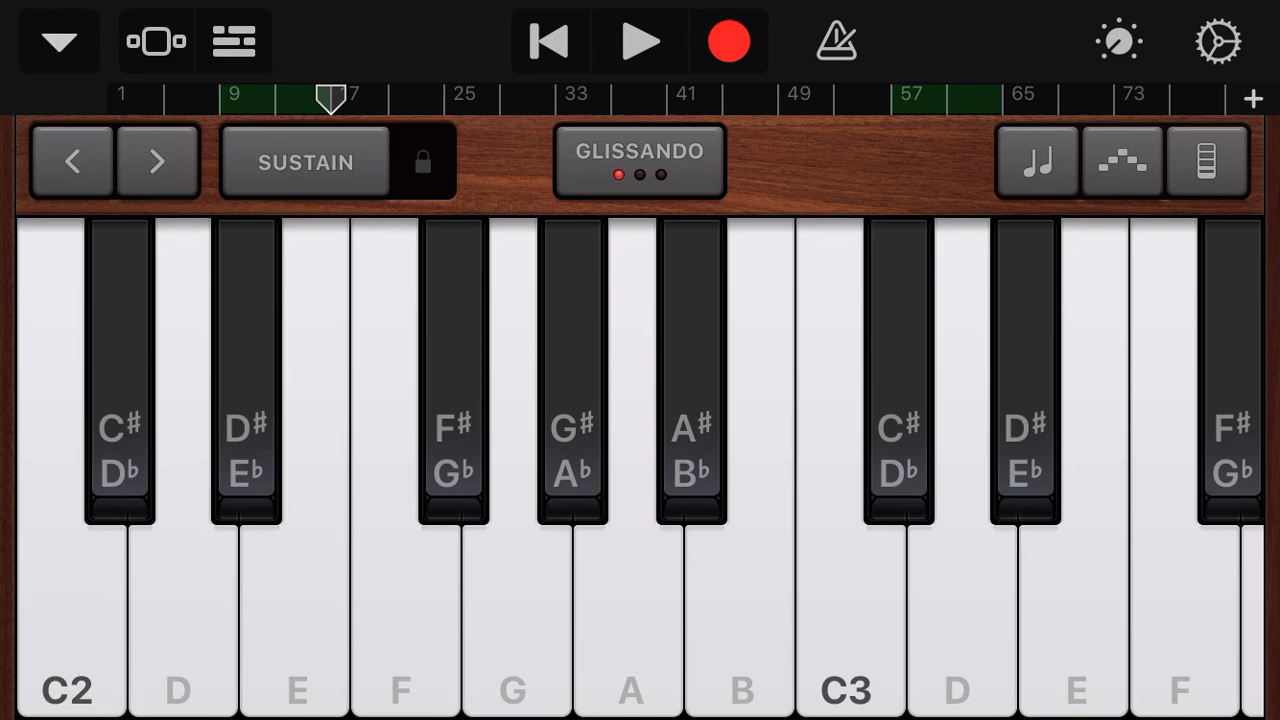 1 9 7 25 33 41 49 57 65 73
SUSTAIN
GLISSANDO
C♯ D♯ F♯ G♯ A♯ C♯ D♯ F♯
D♭ E♭ G♭ A♭ B♭ D♭ E♭ G♭
C2 D E F G A B C3 D E F